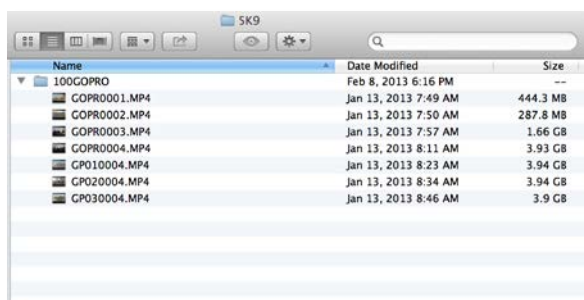 SK9
Name Date Modified Size
100GOPRO Feb 8, 2013 6:16 PM --
GOPR0001.MP4 Jan 13, 2013 7:49 AM 444.3 MB
GOPR0002.MP4 Jan 13, 2013 7:50 AM 287.8 MB
GOPR0003.MP4 Jan 13, 2013 7:57 AM 1.66 GB
GOPR0004.MP4 Jan 13, 2013 8:11 AM 3.93 GB
GP010004.MP4 Jan 13, 2013 8:23 AM 3.94 GB
GP020004.MP4 Jan 13, 2013 8:34 AM 3.94 GB
GP030004.MP4 Jan 13, 2013 8:46 AM 3.9 GB